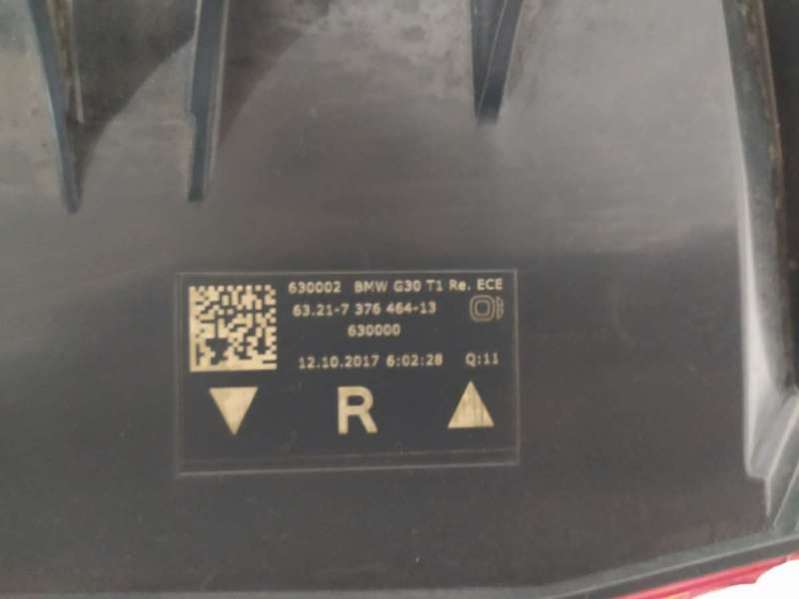 630002 BMW G30 T1 Re. ECE
63.21-7 376 464-13
630000
12.10.2017 6:02:28 Q:11
R